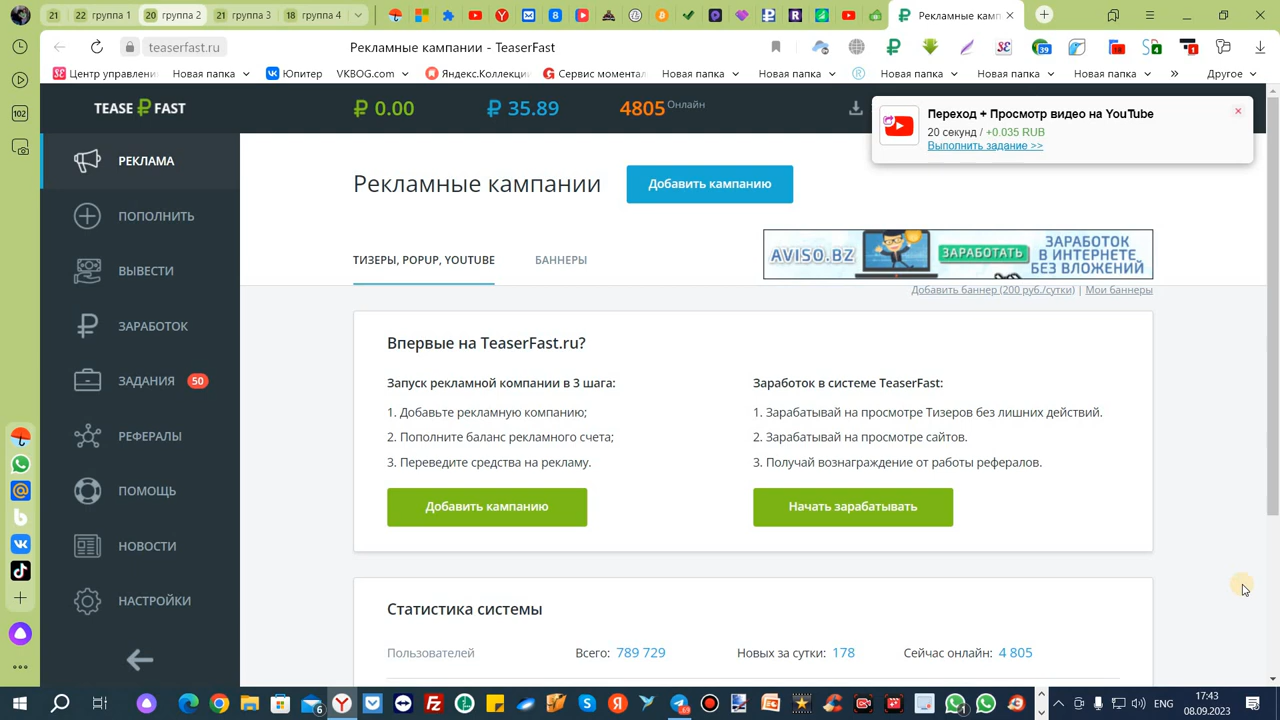 21 группа 1
22 группа 2
20 группа 3
18 группа 4
Рекламные камп
teaserfast.ru
Рекламные кампании - TeaserFast
39
18
4
1
Центр управлени
Новая папка
Юпитер
VKBOG.com
Яндекс.Коллекци
Сервис моментал
Новая папка
Новая папка
Новая папка
Новая папка
Новая папка
»
Другое
102
TEASE₽FAST
₽ 0.00
₽ 35.89
4805 Онлайн
Переход + Просмотр видео на YouTube
20 секунд / +0.035 RUB
Выполнить задание >>
РЕКЛАМА
ПОПОЛНИТЬ
ВЫВЕСТИ
ЗАРАБОТОК
ЗАДАНИЯ 50
РЕФЕРАЛЫ
ПОМОЩЬ
НОВОСТИ
НАСТРОЙКИ
Рекламные кампании
Добавить кампанию
ТИЗЕРЫ, POPUP, YOUTUBE
БАННЕРЫ
AVISO.BZ
ЗАРАБОТАТЬ
ЗАРАБОТОК
В ИНТЕРНЕТЕ
БЕЗ ВЛОЖЕНИЙ
Добавить баннер (200 руб./сутки) | Мои баннеры
Впервые на TeaserFast.ru?
Запуск рекламной компании в 3 шага:
1. Добавьте рекламную компанию;
2. Пополните баланс рекламного счета;
3. Переведите средства на рекламу.
Добавить кампанию
Заработок в системе TeaserFast:
1. Зарабатывай на просмотре Тизеров без лишних действий.
2. Зарабатывай на просмотре сайтов.
3. Получай вознаграждение от работы рефералов.
Начать зарабатывать
Статистика системы
Пользователей
Всего: 789 729
Новых за сутки: 178
Сейчас онлайн: 4 805
6
1
ENG
17:43
08.09.2023